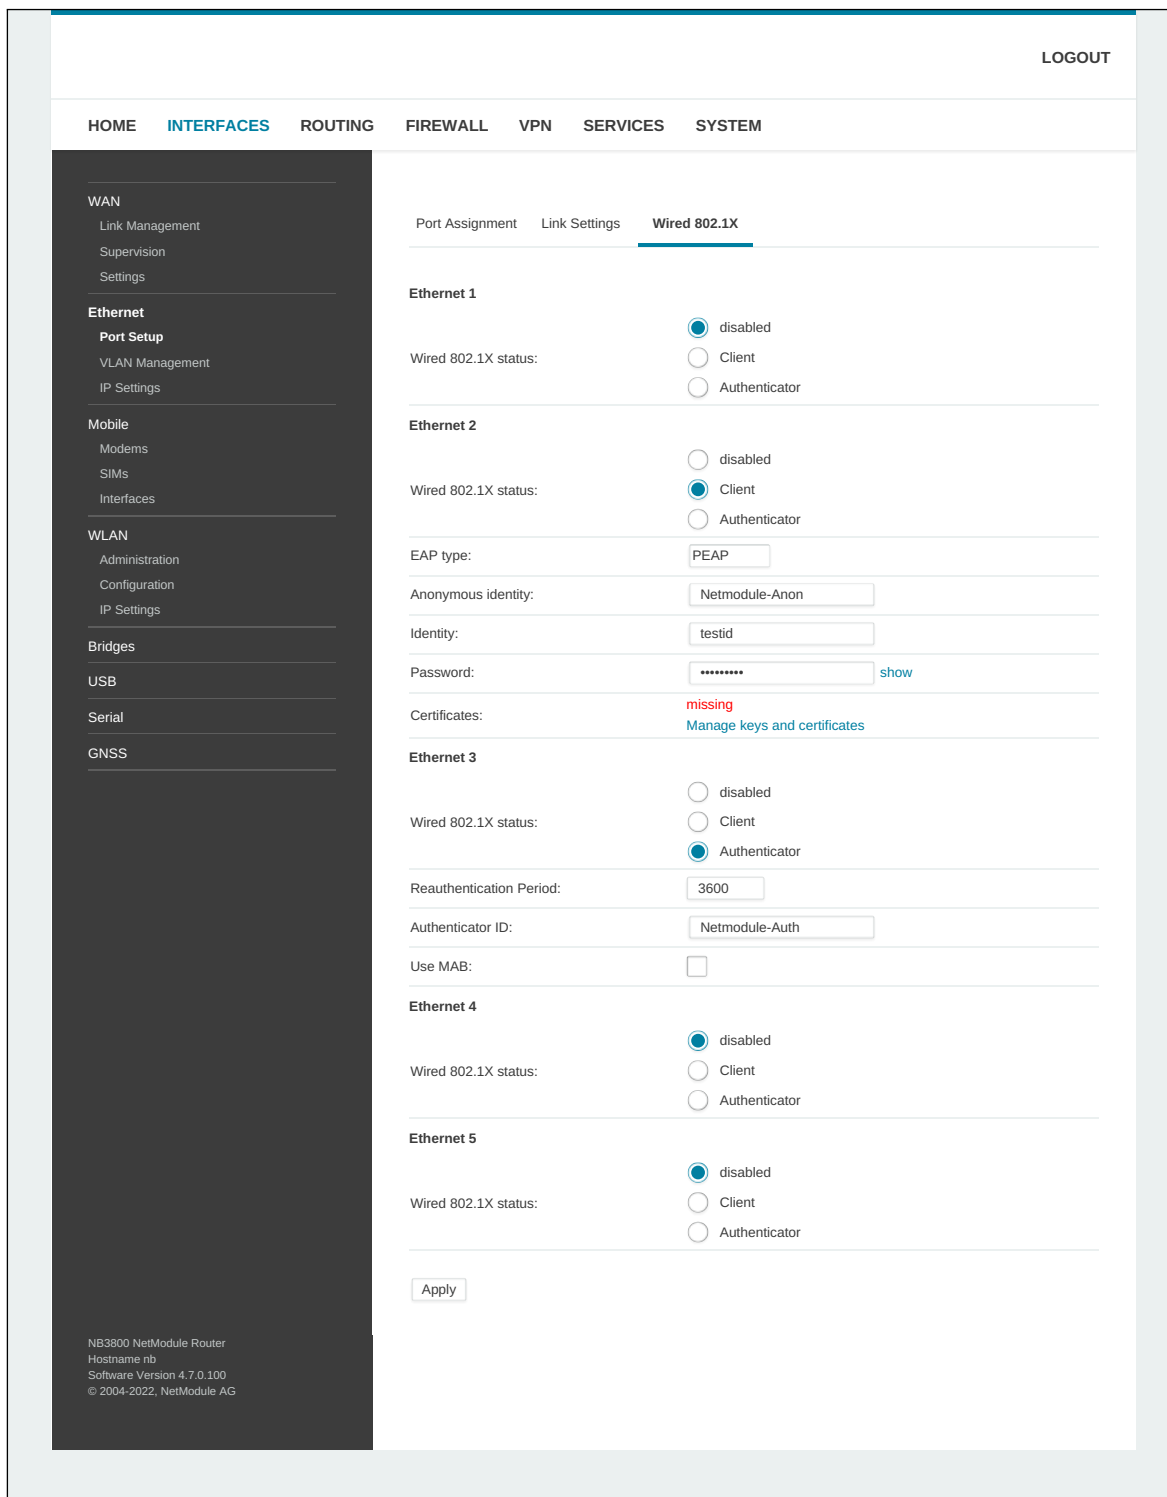 LOGOUT
HOME INTERFACES ROUTING FIREWALL VPN SERVICES SYSTEM
WAN
Link Management
Supervision
Settings
Ethernet
Port Setup
VLAN Management
IP Settings
Mobile
Modems
SIMs
Interfaces
WLAN
Administration
Configuration
IP Settings
Bridges
USB
Serial
GNSS
NB3800 NetModule Router
Hostname nb
Software Version 4.7.0.100
© 2004-2022, NetModule AG
Port Assignment Link Settings Wired 802.1X
Ethernet 1
Wired 802.1X status:
disabled
Client
Authenticator
Ethernet 2
Wired 802.1X status:
disabled
Client
Authenticator
EAP type: PEAP
Anonymous identity: Netmodule-Anon
Identity: testid
Password: ••••••••• show
Certificates:
missing
Manage keys and certificates
Ethernet 3
Wired 802.1X status:
disabled
Client
Authenticator
Reauthentication Period: 3600
Authenticator ID: Netmodule-Auth
Use MAB:
Ethernet 4
Wired 802.1X status:
disabled
Client
Authenticator
Ethernet 5
Wired 802.1X status:
disabled
Client
Authenticator
Apply